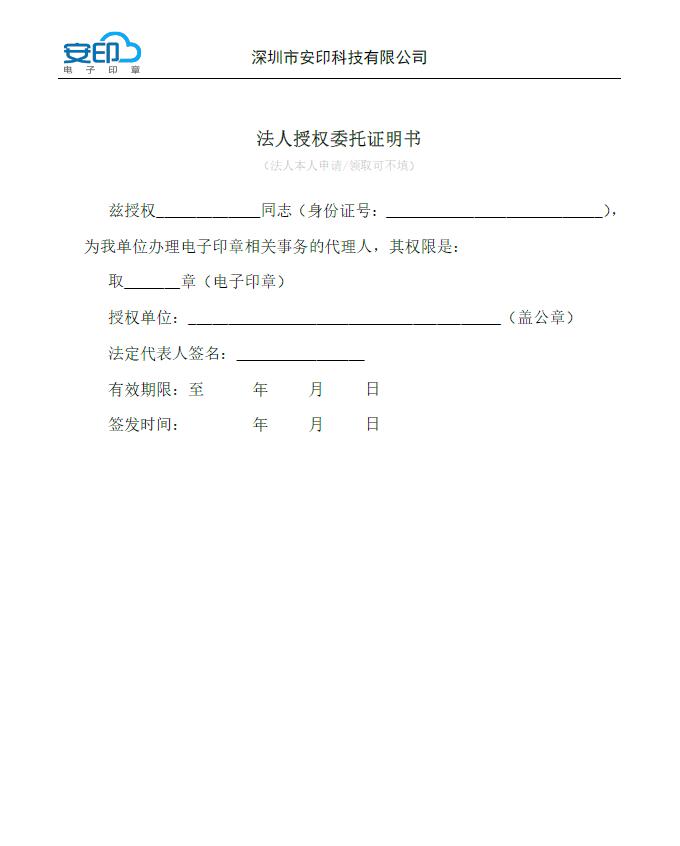 安印
电子印章
深圳市安印科技有限公司
法人授权委托证明书
（法人本人申请/领取可不填）
兹授权_____________同志（身份证号：___________________________），
为我单位办理电子印章相关事务的代理人，其权限是：
取_______章（电子印章）
授权单位：_______________________________________（盖公章）
法定代表人签名：________________
有效期限：至 年 月 日
签发时间： 年 月 日